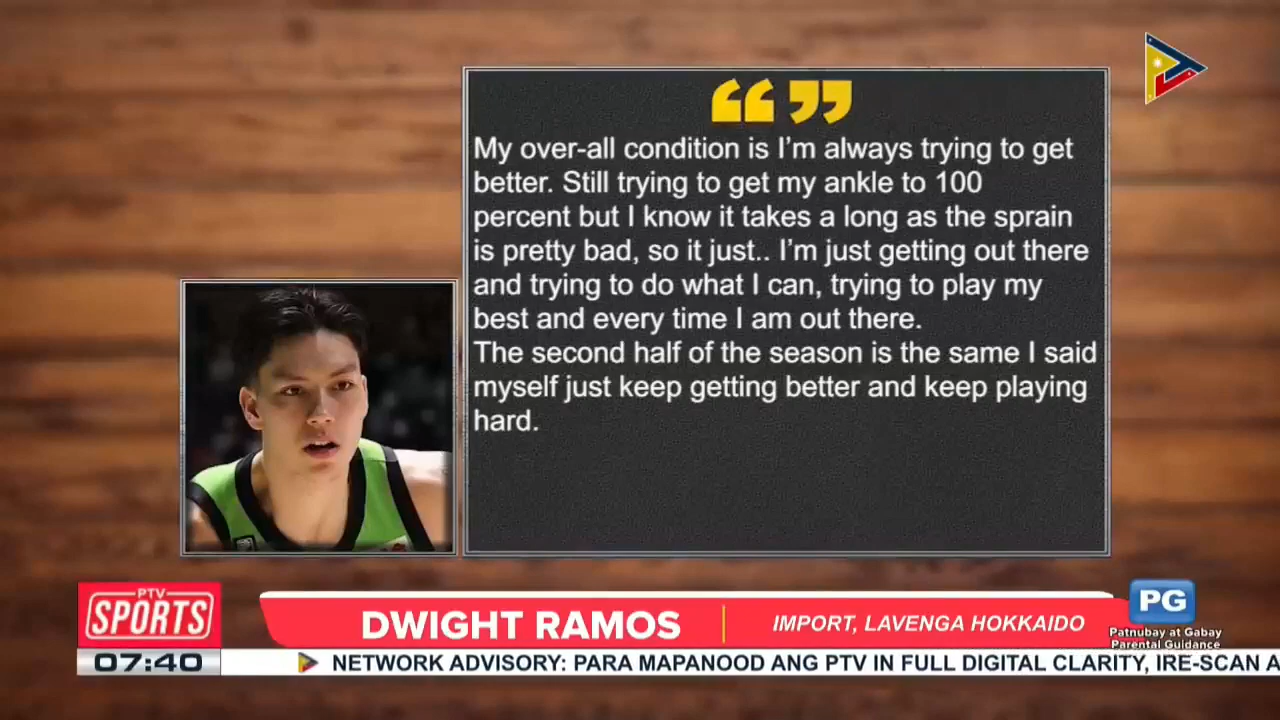 My over-all condition is I'm always trying to get
better. Still trying to get my ankle to 100
percent but I know it takes a long as the sprain
is pretty bad, so it just.. I'm just getting out there
and trying to do what I can, trying to play my
best and every time I am out there.
The second half of the season is the same I said
myself just keep getting better and keep playing
hard.
PTV
SPORTS
DWIGHT RAMOS
IMPORT, LAVENGA HOKKAIDO
PG
Patnubay at Gabay
Parental Guidance
07:40
NETWORK ADVISORY: PARA MAPANOOD ANG PTV IN FULL DIGITAL CLARITY, IRE-SCAN A